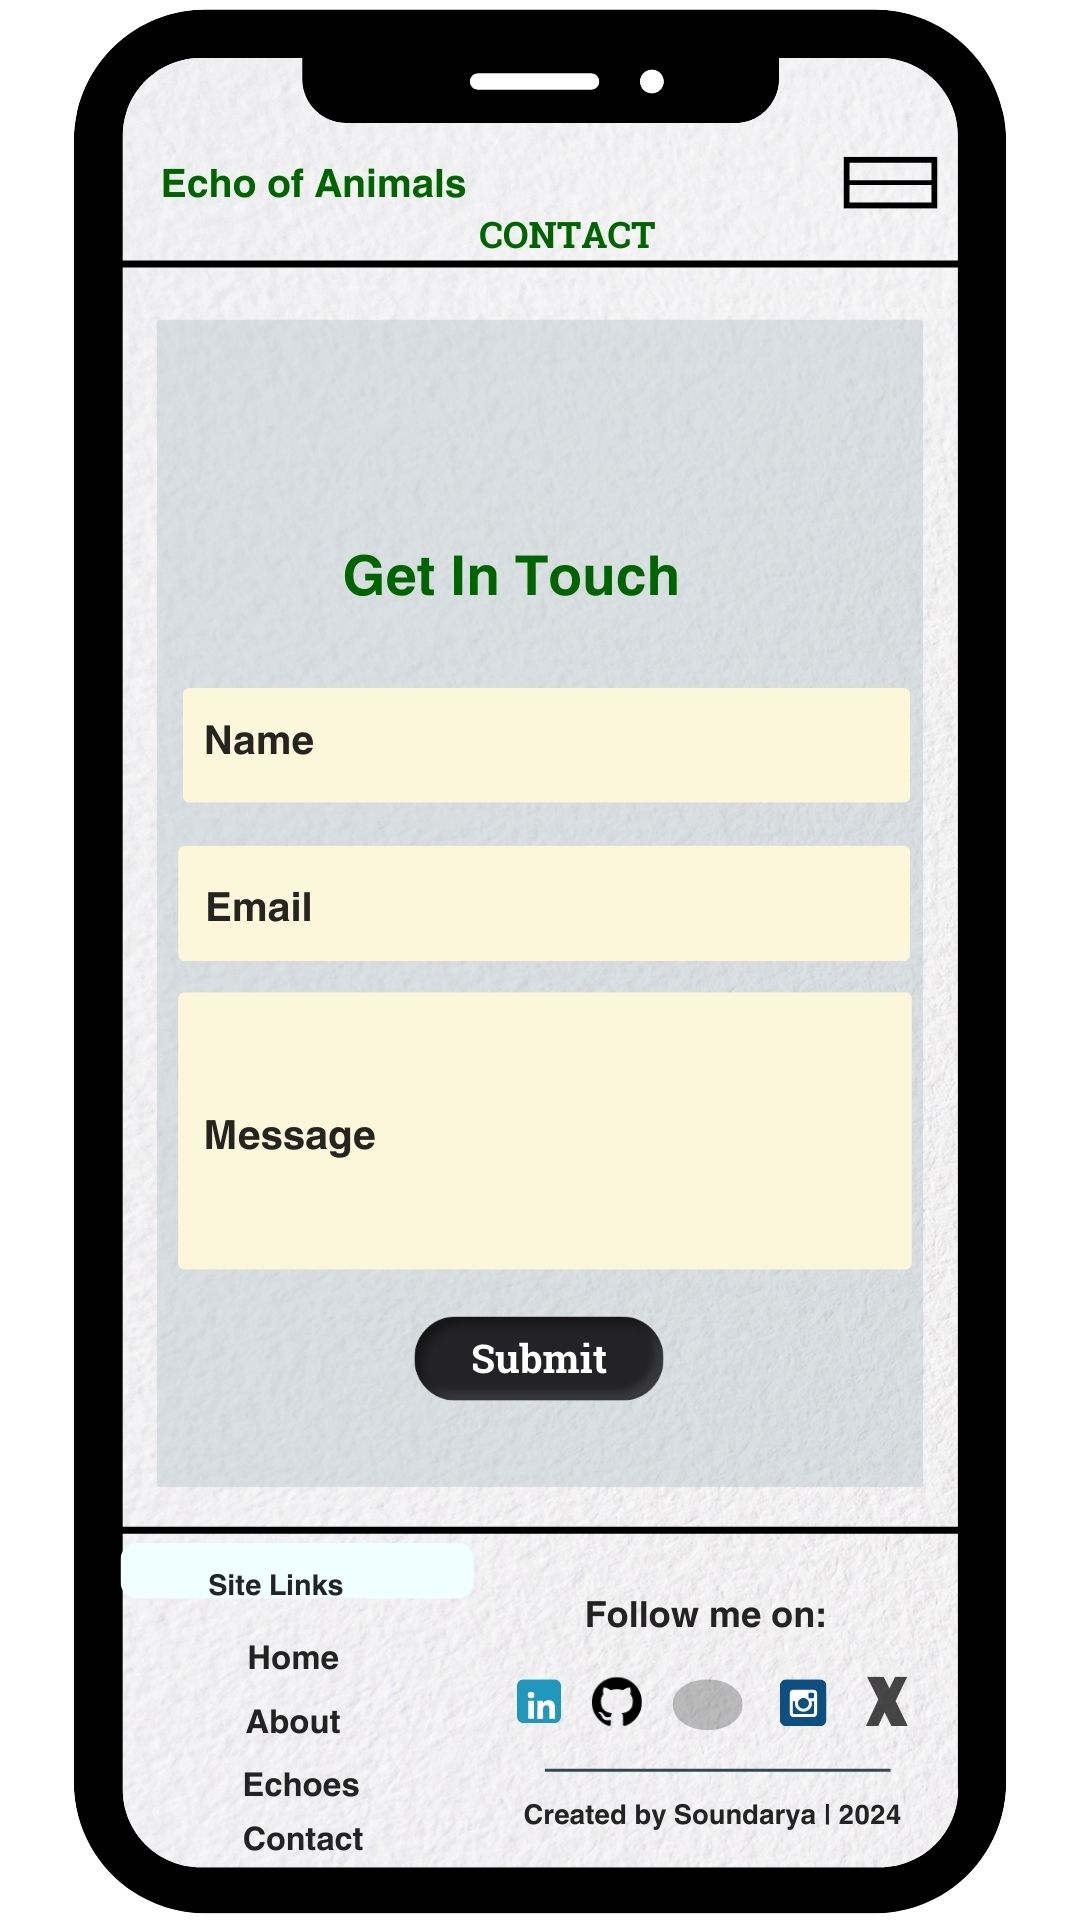 Echo of Animals
CONTACT
Get In Touch
Name
Email
Message
Submit
Site Links
Home
About
Echoes
Contact
Follow me on:
in
X
Created by Soundarya | 2024